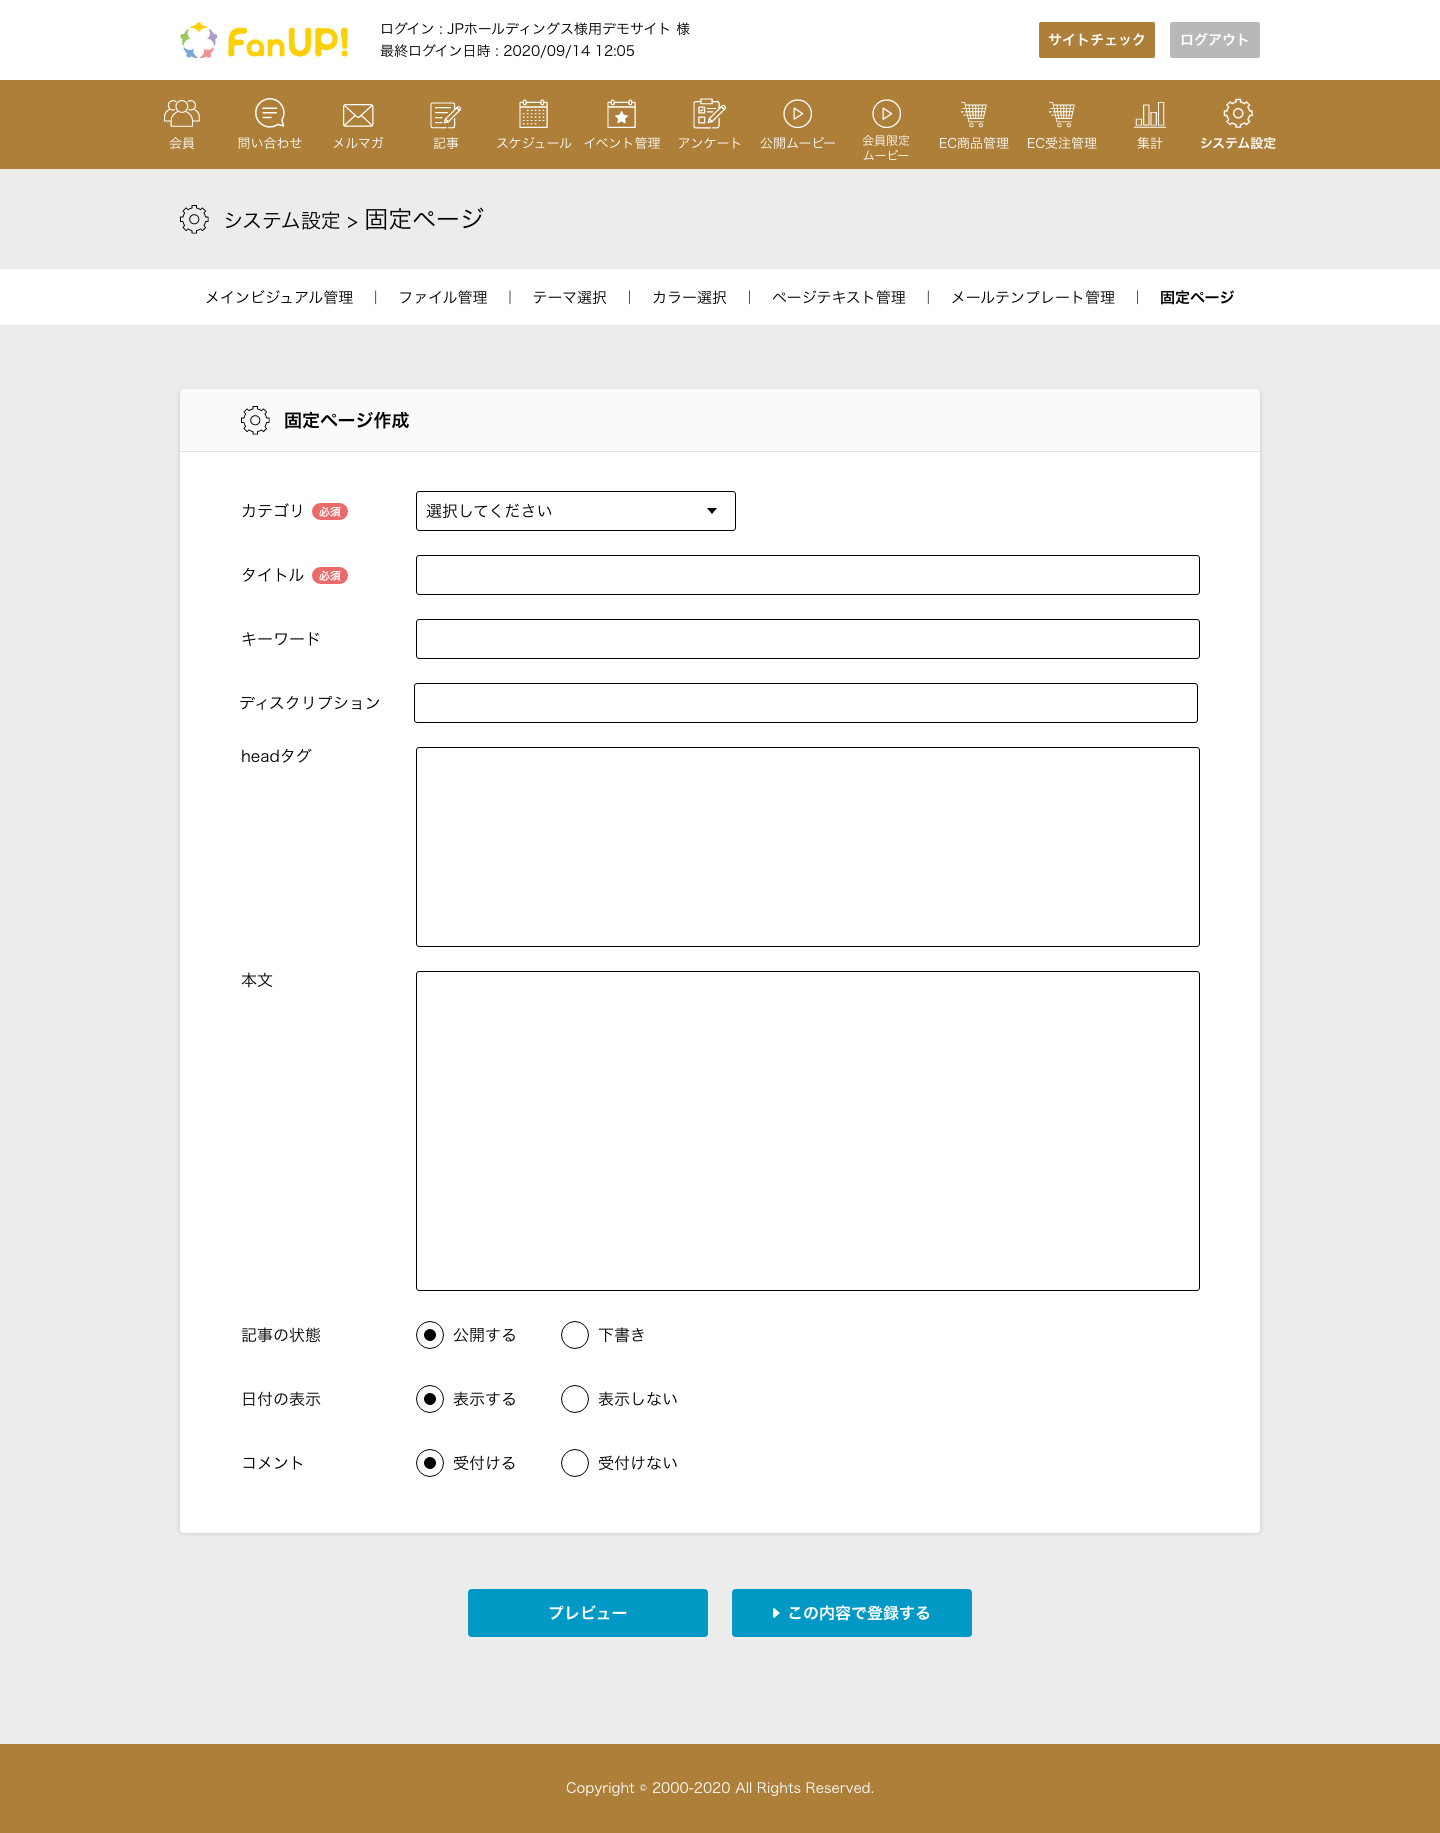 FanUP!
ログイン : JPホールディングス様用デモサイト 様
最終ログイン日時 : 2020/09/14 12:05
サイトチェック
ログアウト
会員
問い合わせ
メルマガ
記事
スケジュール
イベント管理
アンケート
公開ムービー
会員限定
ムービー
EC商品管理
EC受注管理
集計
システム設定
システム設定 > 固定ページ
メインビジュアル管理 | ファイル管理 | テーマ選択 | カラー選択 | ページテキスト管理 | メールテンプレート管理 | 固定ページ
固定ページ作成
カテゴリ 必須
選択してください
タイトル 必須
キーワード
ディスクリプション
headタグ
本文
記事の状態
公開する
下書き
日付の表示
表示する
表示しない
コメント
受付ける
受付けない
プレビュー
この内容で登録する
Copyright © 2000-2020 All Rights Reserved.